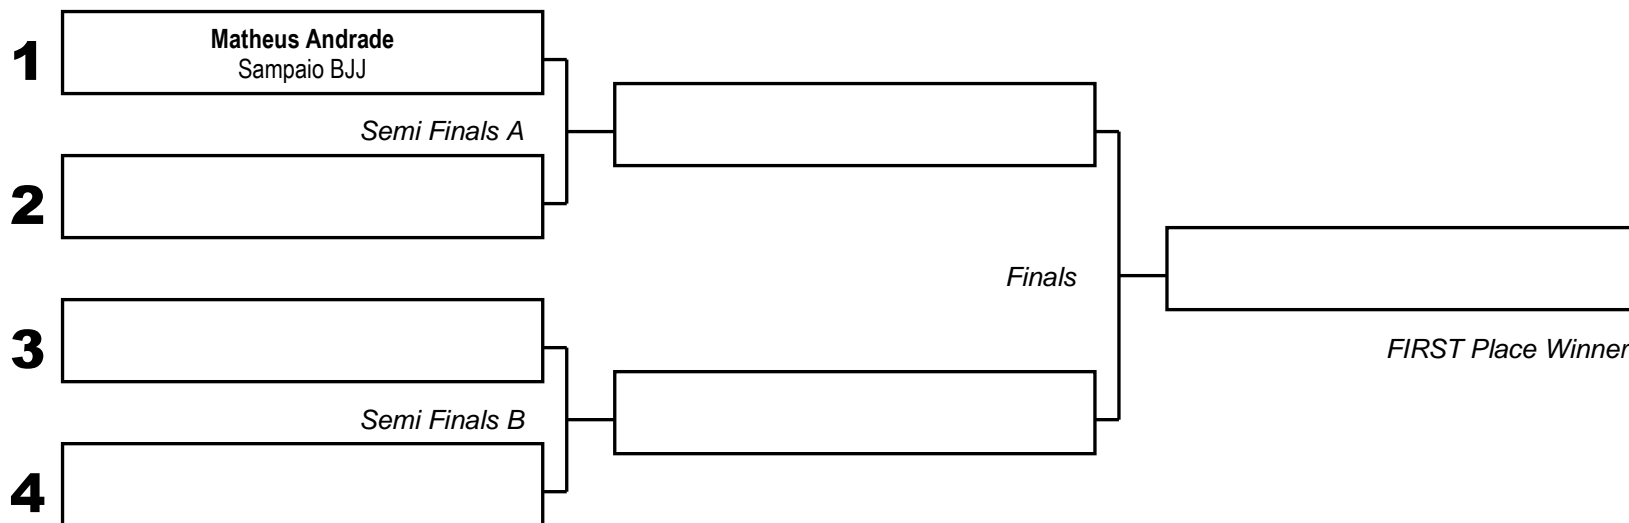 1
Matheus Andrade
Sampaio BJJ
Semi Finals A
2
Finals
3
FIRST Place Winner
Semi Finals B
4